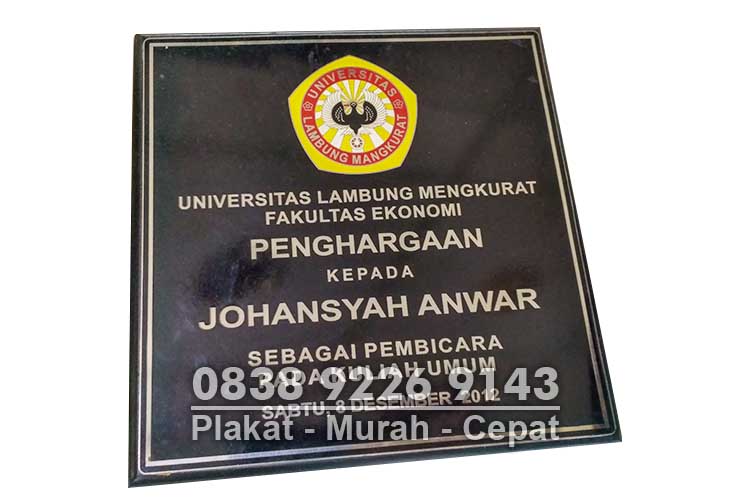 UNIVERSITAS
LAMBUNG MANGKURAT
UNIVERSITAS LAMBUNG MENGKURAT
FAKULTAS EKONOMI
PENGHARGAAN
KEPADA
JOHANSYAH ANWAR
SEBAGAI PEMBICARA
PADA KULIAH UMUM
0838 9226 9143
SABTU, 8 DESEMBER 2012
Plakat - Murah - Cepat